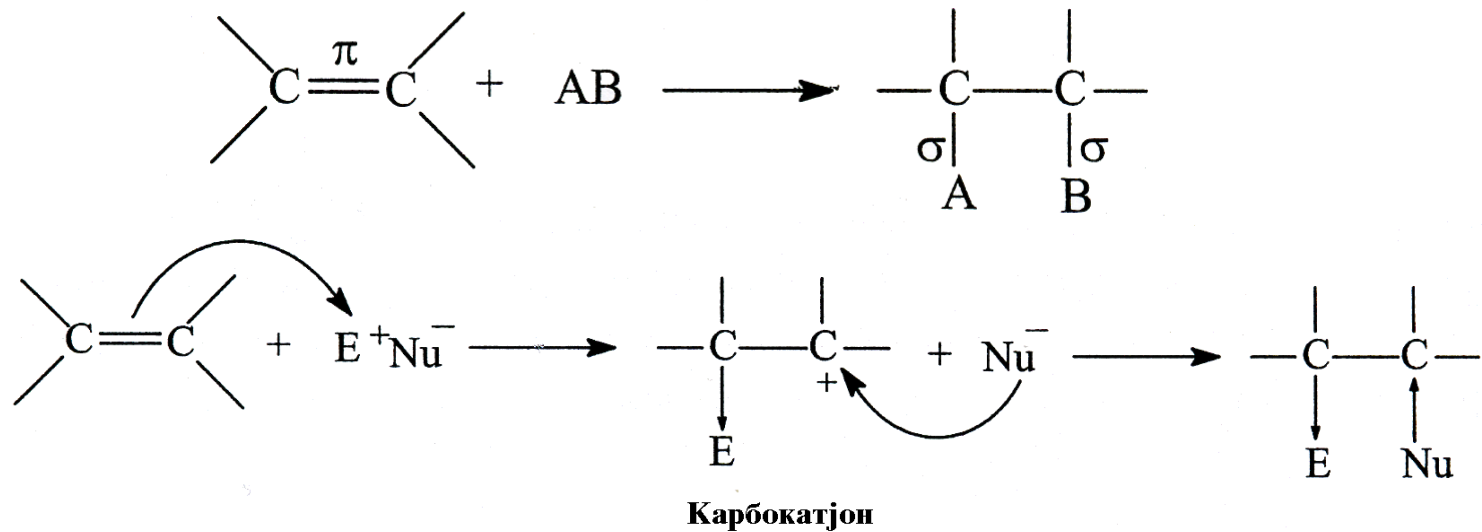 π
C C + AB C C
σ σ
A B
C C + E⁺Nu⁻ C C + Nu⁻ C C
+
E E Nu
Карбокатјон